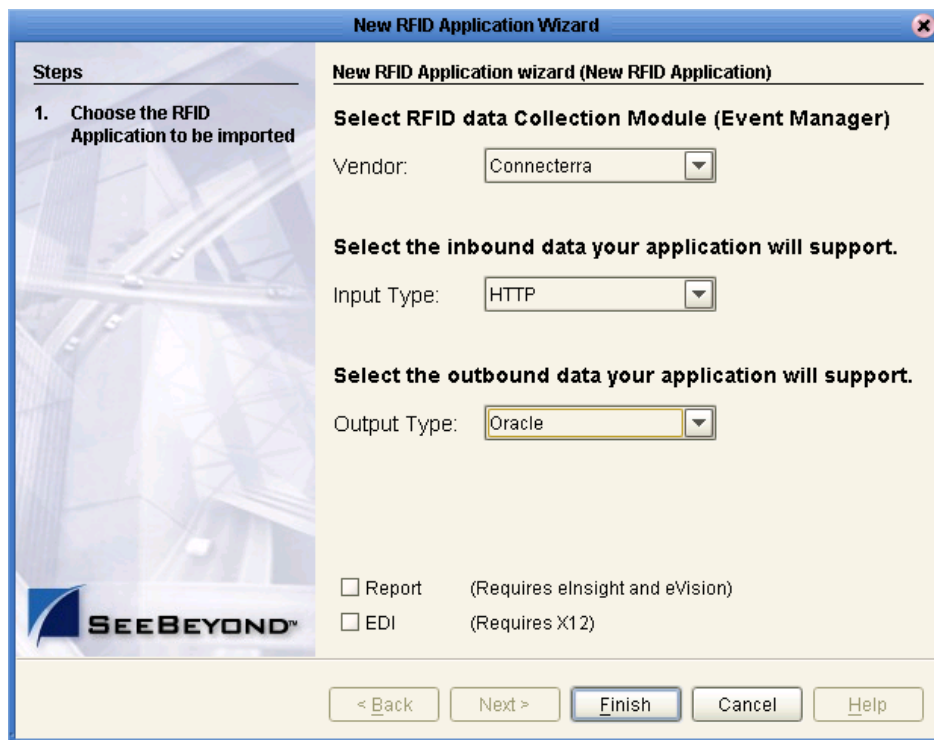 New RFID Application Wizard
Steps
1. Choose the RFID
Application to be imported
New RFID Application wizard (New RFID Application)
Select RFID data Collection Module (Event Manager)
Vendor: Connecterra
Select the inbound data your application will support.
Input Type: HTTP
Select the outbound data your application will support.
Output Type: Oracle
Report (Requires eInsight and eVision)
EDI (Requires X12)
SEEBEYOND™
< Back Next > Finish Cancel Help